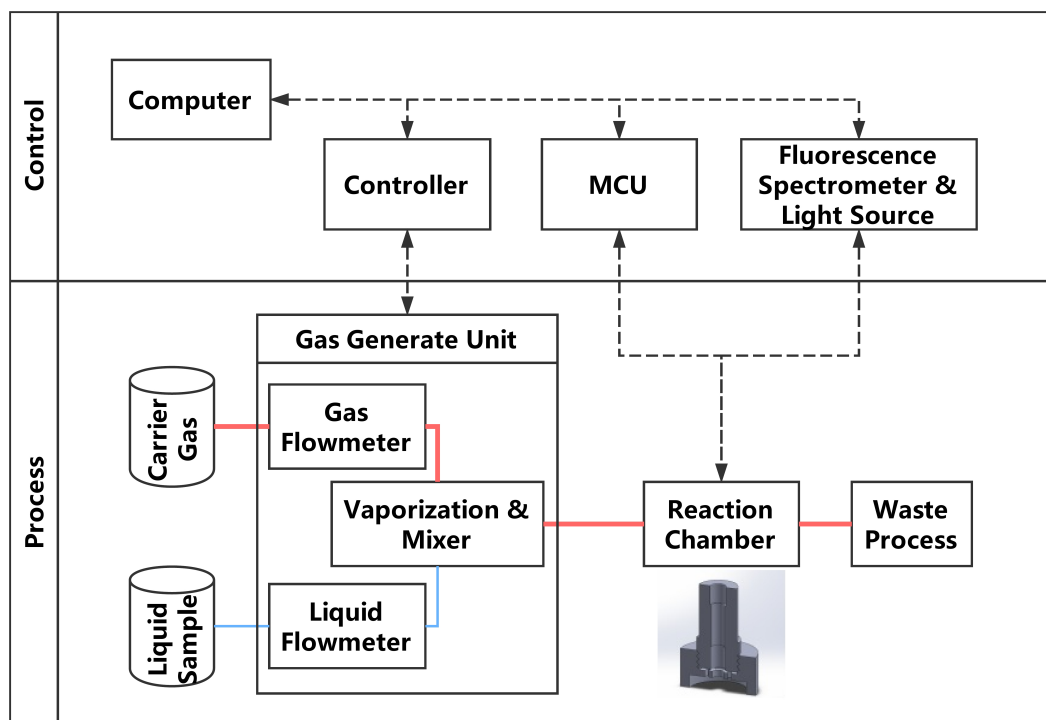 Control
Computer
Controller
MCU
Fluorescence
Spectrometer &
Light Source
Process
Gas Generate Unit
Carrier
Gas
Gas
Flowmeter
Vaporization &
Mixer
Reaction
Chamber
Waste
Process
Liquid
Sample
Liquid
Flowmeter